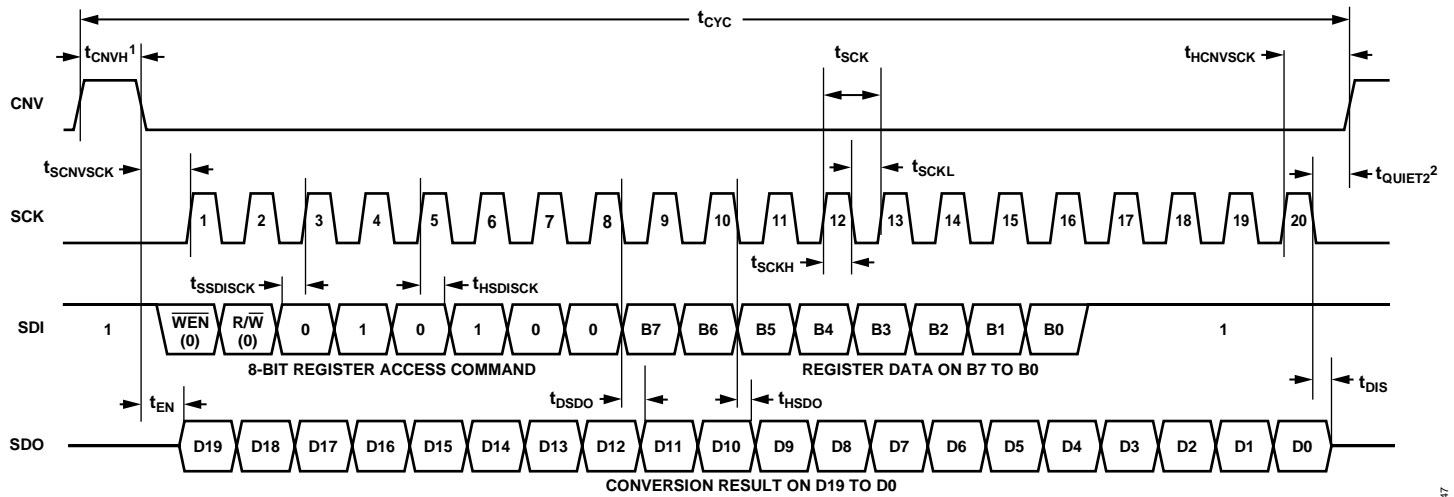 tCYC
tCNVH1
tSCK
tHCNVSCK
CNV
tSCNVSCK
tSCKL
tQUIET22
SCK
1 2 3 4 5 6 7 8 9 10 11 12 13 14 15 16 17 18 19 20
tSCKH
tSSDISCK
tHSDISCK
SDI
1 WEN (0) R/W (0) 0 1 0 1 0 0 B7 B6 B5 B4 B3 B2 B1 B0 1
8-BIT REGISTER ACCESS COMMAND
REGISTER DATA ON B7 TO B0
tEN
tDSDO
tHSDO
tDIS
SDO
D19 D18 D17 D16 D15 D14 D13 D12 D11 D10 D9 D8 D7 D6 D5 D4 D3 D2 D1 D0
CONVERSION RESULT ON D19 TO D0